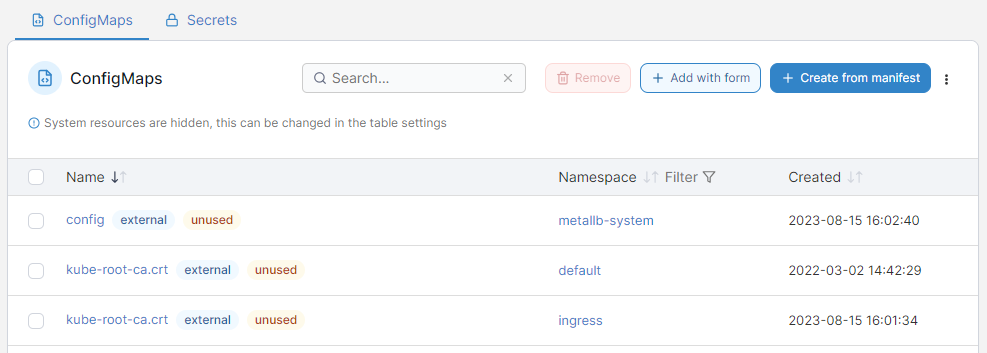 ConfigMaps Secrets
ConfigMaps Search... Remove Add with form Create from manifest
System resources are hidden, this can be changed in the table settings
Name Namespace Filter Created
config external unused metallb-system 2023-08-15 16:02:40
kube-root-ca.crt external unused default 2022-03-02 14:42:29
kube-root-ca.crt external unused ingress 2023-08-15 16:01:34